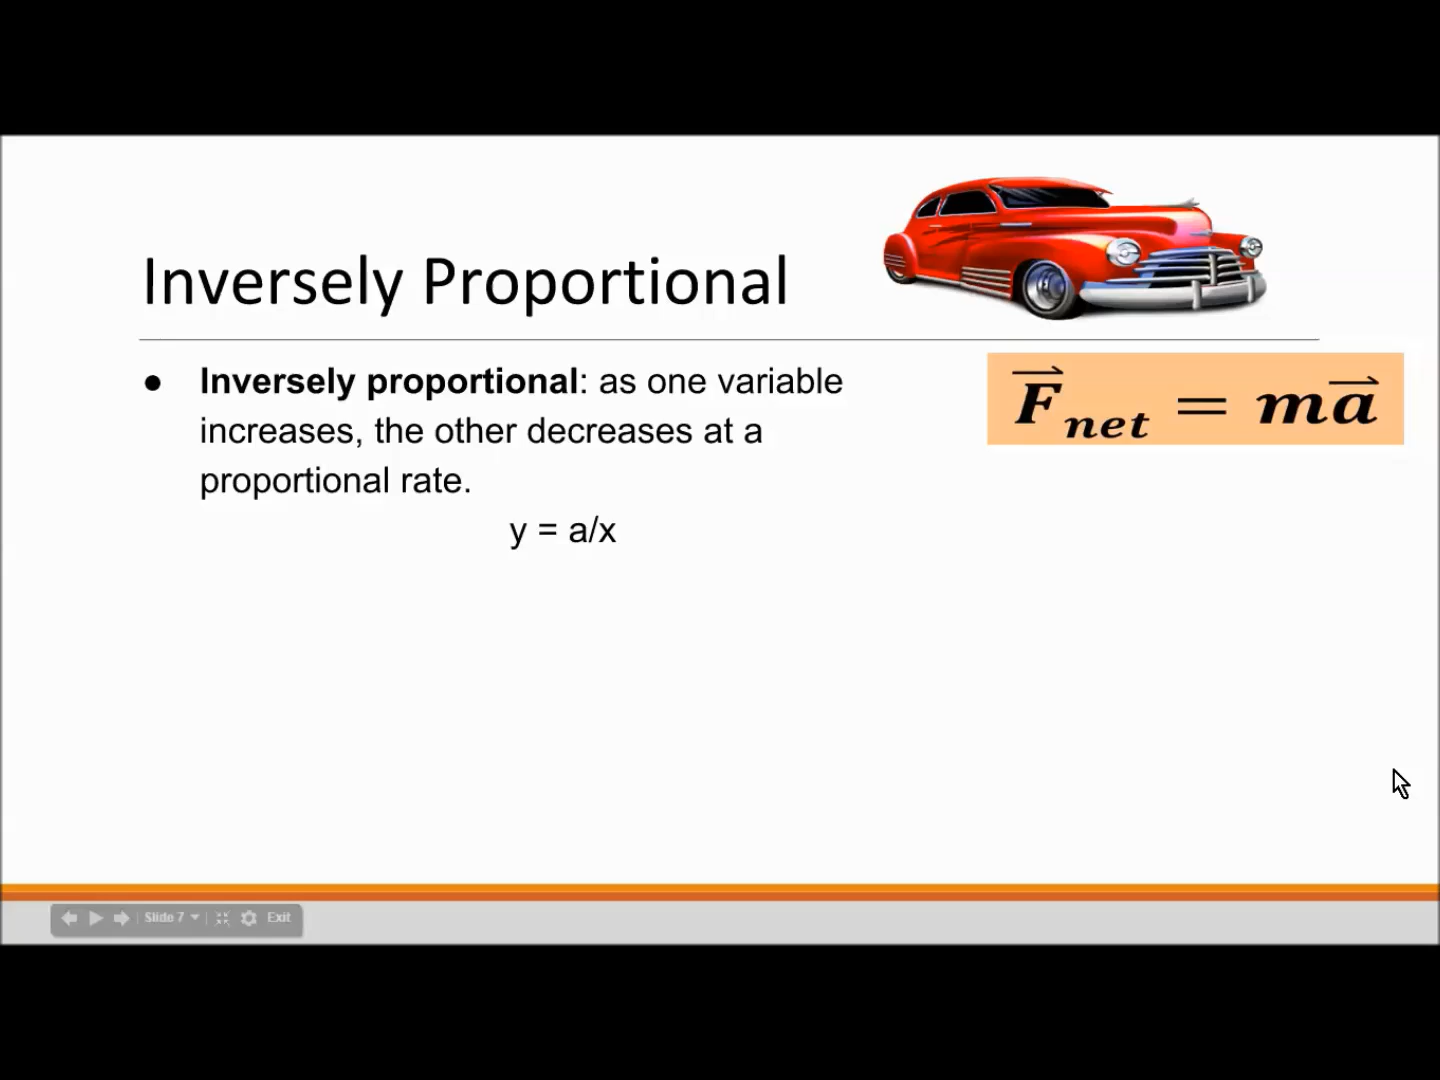 Inversely Proportional
● Inversely proportional: as one variable
increases, the other decreases at a
proportional rate.
y = a/x
F⃗net = ma⃗
Slide 7
Exit